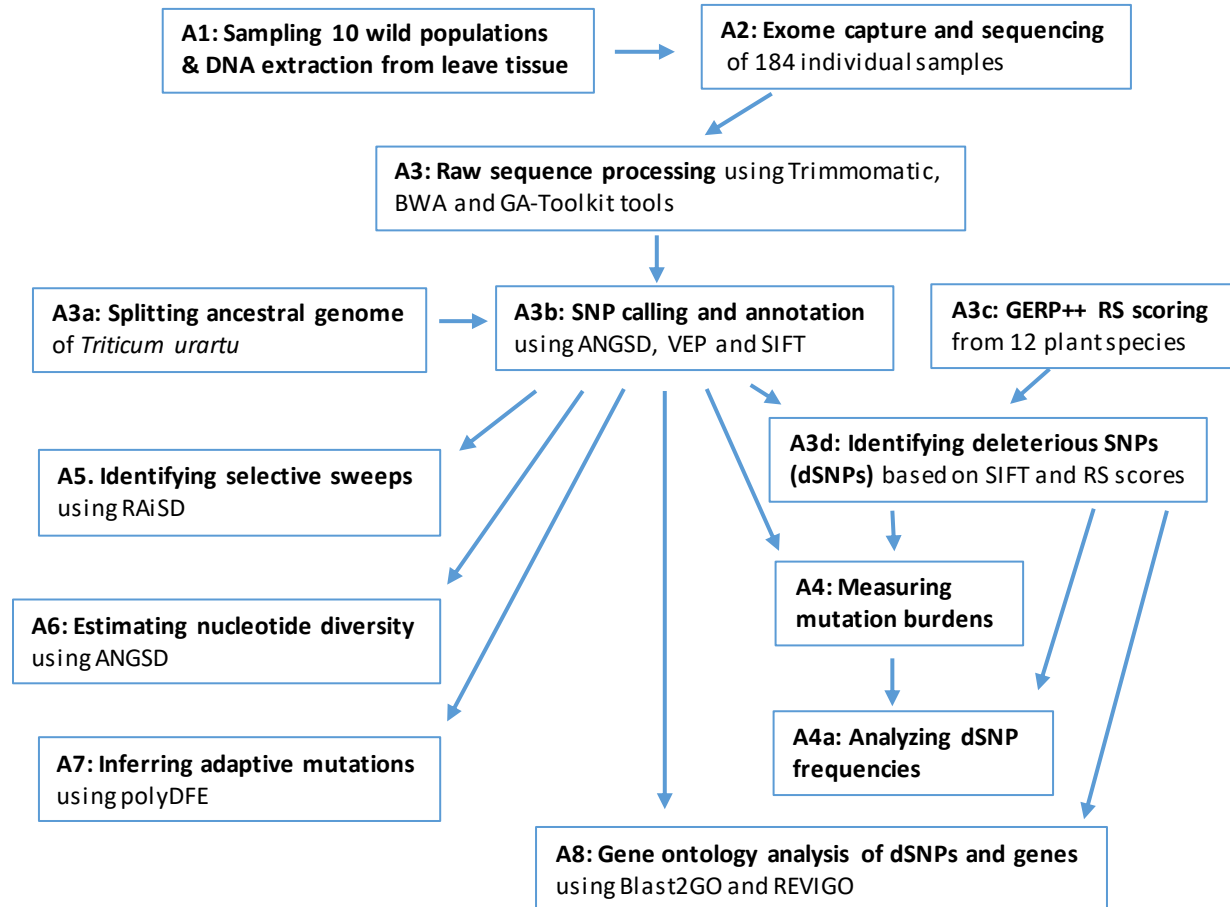 A1: Sampling 10 wild populations
& DNA extraction from leave tissue
A2: Exome capture and sequencing
of 184 individual samples
A3: Raw sequence processing using Trimmomatic,
BWA and GA-Toolkit tools
A3a: Splitting ancestral genome
of Triticum urartu
A3b: SNP calling and annotation
using ANGSD, VEP and SIFT
A3c: GERP++ RS scoring
from 12 plant species
A3d: Identifying deleterious SNPs
(dSNPs) based on SIFT and RS scores
A5. Identifying selective sweeps
using RAiSD
A4: Measuring
mutation burdens
A6: Estimating nucleotide diversity
using ANGSD
A4a: Analyzing dSNP
frequencies
A7: Inferring adaptive mutations
using polyDFE
A8: Gene ontology analysis of dSNPs and genes
using Blast2GO and REVIGO